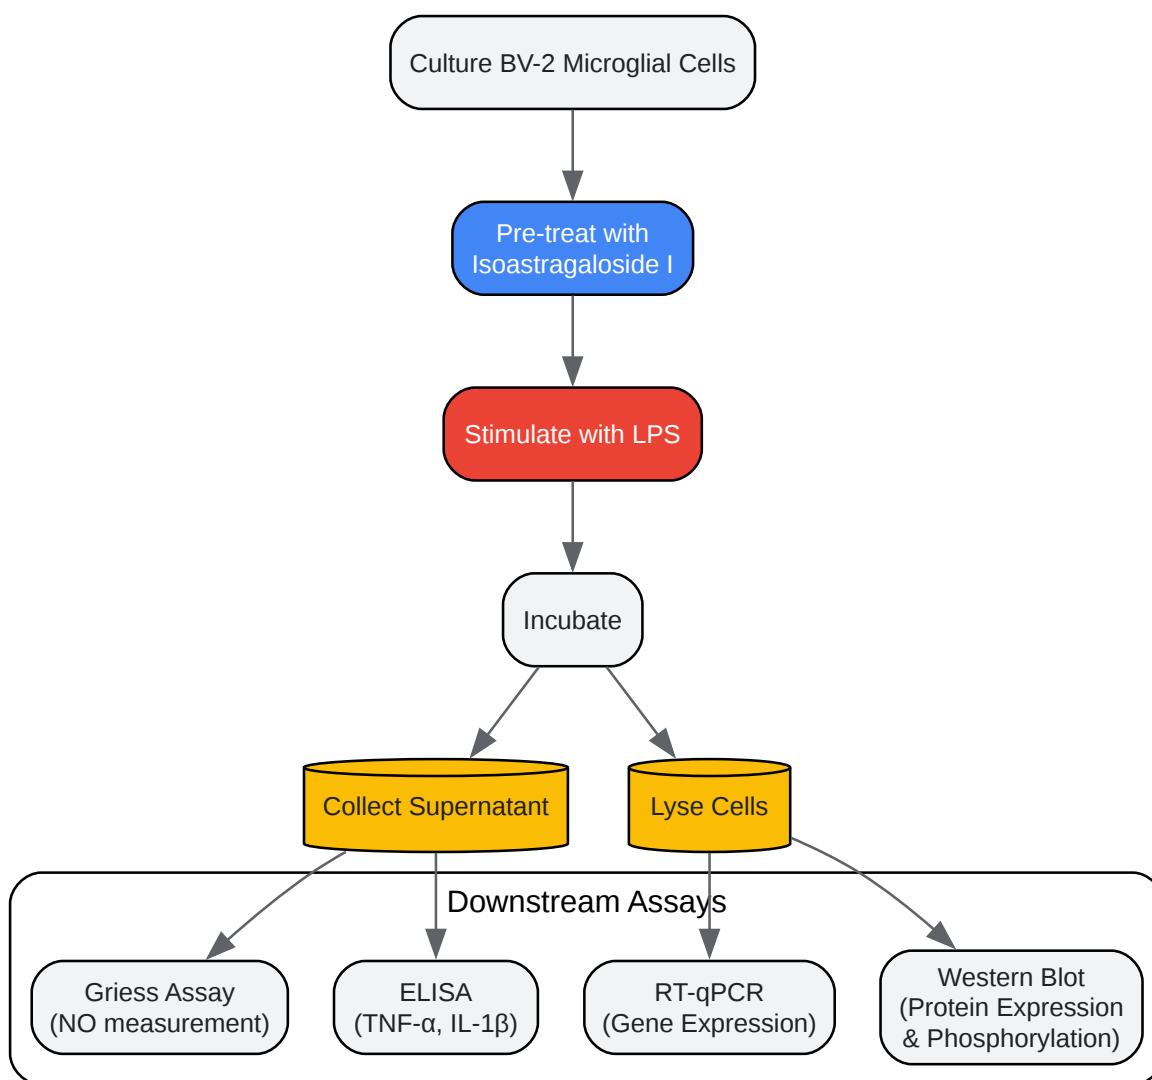 Culture BV-2 Microglial Cells
Pre-treat with
Isoastragaloside I
Stimulate with LPS
Incubate
Collect Supernatant
Lyse Cells
Downstream Assays
Griess Assay
(NO measurement)
ELISA
(TNF-α, IL-1β)
RT-qPCR
(Gene Expression)
Western Blot
(Protein Expression
& Phosphorylation)